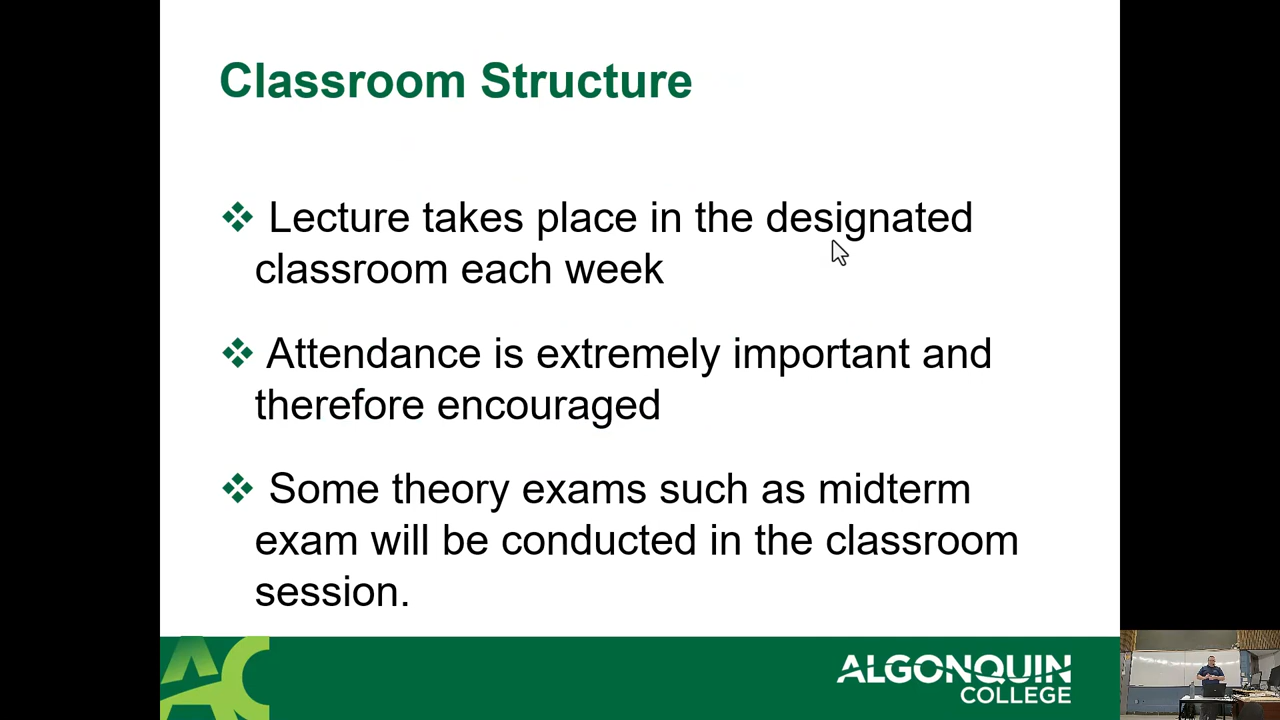 Classroom Structure
Lecture takes place in the designated
classroom each week
Attendance is extremely important and
therefore encouraged
Some theory exams such as midterm
exam will be conducted in the classroom
session.
AC
ALGONQUIN
COLLEGE